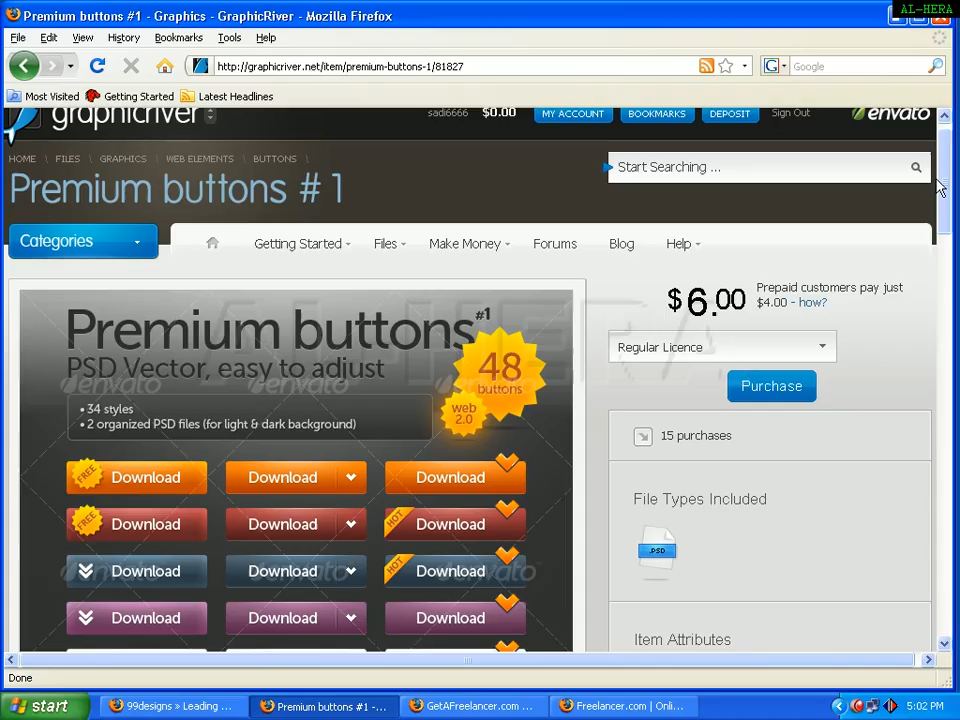 Premium buttons #1 - Graphics - GraphicRiver - Mozilla Firefox
AL-HERA
File Edit View History Bookmarks Tools Help
http://graphicriver.net/item/premium-buttons-1/81827
G Google
Most Visited Getting Started Latest Headlines
graphicriver sadi6666 $0.00 MY ACCOUNT BOOKMARKS DEPOSIT Sign Out envato
HOME \ FILES \ GRAPHICS \ WEB ELEMENTS \ BUTTONS \
Start Searching ...
Premium buttons # 1
Categories Getting Started Files Make Money Forums Blog Help
$6.00
Prepaid customers pay just
$4.00 - how?
Regular Licence
Purchase
15 purchases
File Types Included
.PSD
Item Attributes
Premium buttons #1
PSD Vector, easy to adjust
48
buttons
web
2.0
• 34 styles
• 2 organized PSD files (for light & dark background)
FREE Download Download Download
FREE Download Download HOT Download
Download Download HOT Download
Download Download Download
envato envato
envato envato envato
AL-HERA
Done
start 99designs » Leading ... Premium buttons #1 -... GetAFreelancer.com ... Freelancer.com | Onli... 5:02 PM